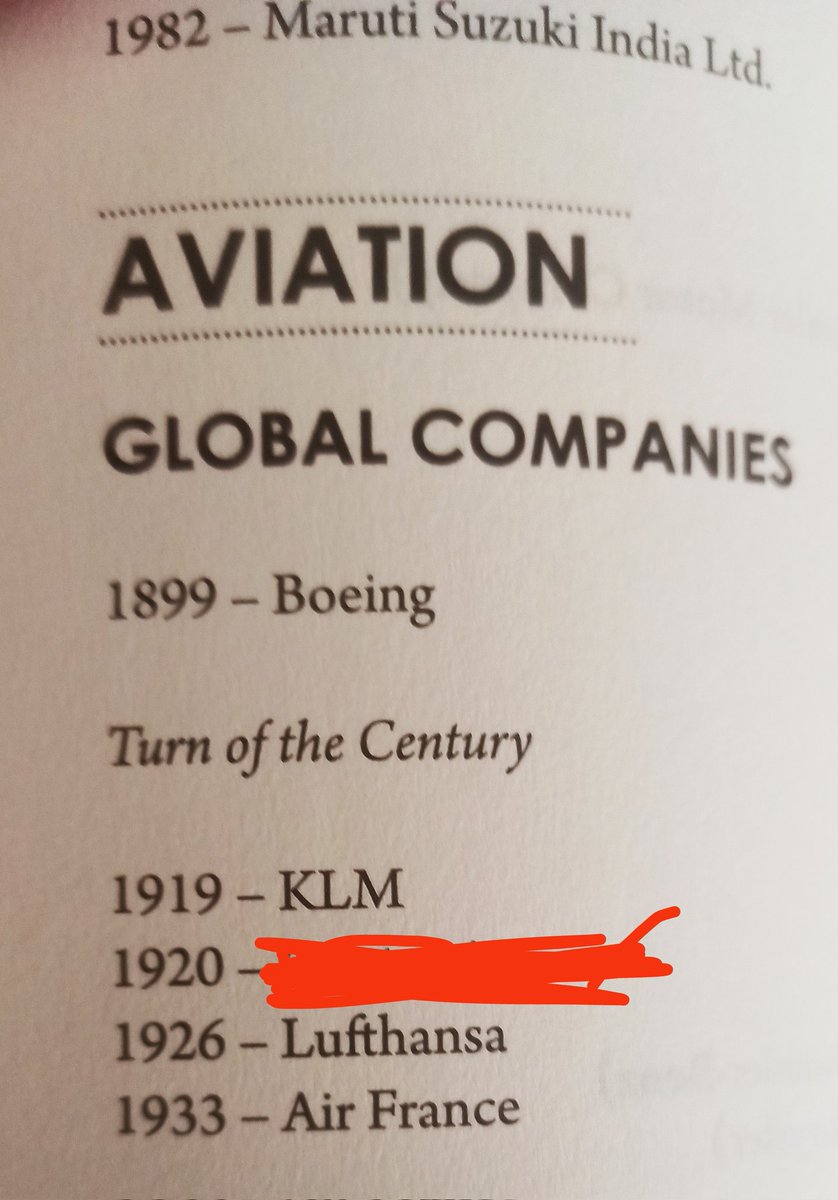 1982 – Maruti Suzuki India Ltd.
AVIATION
GLOBAL COMPANIES
1899 – Boeing
Turn of the Century
1919 – KLM
1920 –
1926 – Lufthansa
1933 – Air France